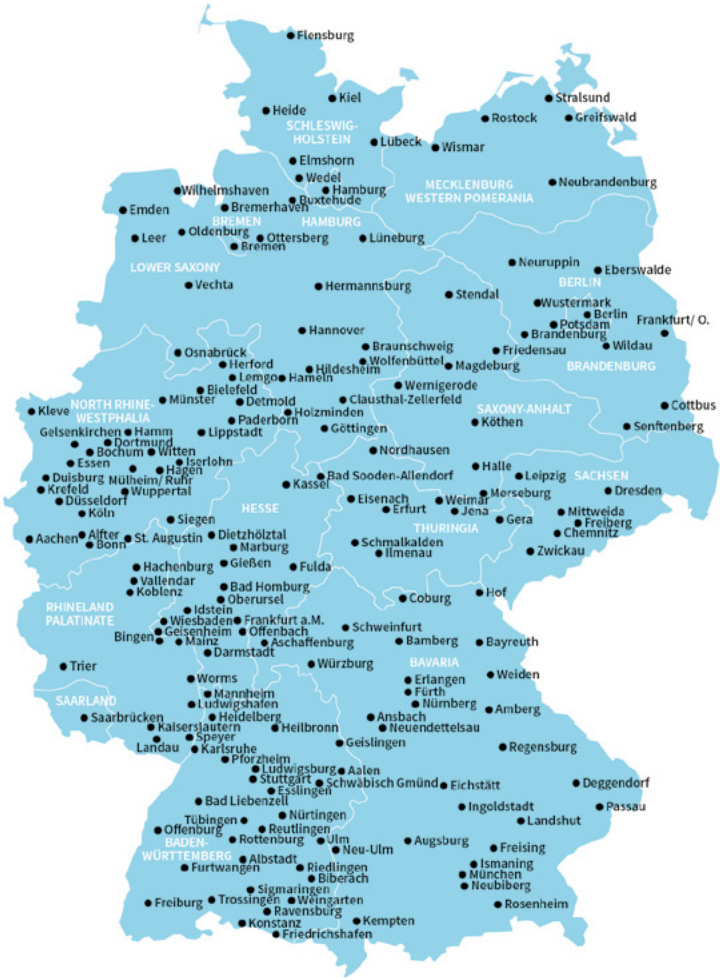 Flensburg
Kiel
Stralsund
Heide
Rostock
Greifswald
SCHLESWIG-
HOLSTEIN
Lübeck
Wismar
Elmshorn
Wedel
Neubrandenburg
MECKLENBURG
WESTERN POMERANIA
Wilhelmshaven
Hamburg
Buxtehude
Bremerhaven
Emden
BREMEN
HAMBURG
Oldenburg
Leer
Ottersberg
Lüneburg
Bremen
LOWER SAXONY
Neuruppin
Eberswalde
BERLIN
Vechta
Hermannsburg
Stendal
Wustermark
Berlin
Frankfurt/ O.
Potsdam
Hannover
Brandenburg
Braunschweig
Friedensau
Wildau
Osnabrück
Wolfenbüttel
Herford
Hildesheim
Magdeburg
BRANDENBURG
Lemgo
Hameln
Bielefeld
Wernigerode
Münster
Detmold
Clausthal-Zellerfeld
NORTH RHINE-
WESTPHALIA
Kleve
Holzminden
SAXONY-ANHALT
Cottbus
Paderborn
Köthen
Senftenberg
Gelsenkirchen
Hamm
Lippstadt
Göttingen
Dortmund
Bochum
Witten
Nordhausen
Essen
Iserlohn
Hagen
Halle
Duisburg
Mülheim/ Ruhr
Kassel
Bad Sooden-Allendorf
Leipzig
SACHSEN
Krefeld
Wuppertal
Merseburg
Dresden
Düsseldorf
Eisenach
Weimar
HESSE
Erfurt
Jena
Köln
Mittweida
Siegen
Gera
Freiberg
THURINGIA
Chemnitz
Aachen
Alfter
St. Augustin
Dietzhölztal
Bonn
Marburg
Schmalkalden
Zwickau
Ilmenau
Hachenburg
Gießen
Fulda
Vallendar
Koblenz
Bad Homburg
Hof
Oberursel
Coburg
RHINELAND
PALATINATE
Idstein
Wiesbaden
Frankfurt a.M.
Geisenheim
Offenbach
Schweinfurt
Bingen
Mainz
Aschaffenburg
Bamberg
Bayreuth
Darmstadt
Trier
Würzburg
BAVARIA
Worms
Erlangen
Weiden
Mannheim
Fürth
SAARLAND
Ludwigshafen
Nürnberg
Amberg
Saarbrücken
Heidelberg
Ansbach
Kaiserslautern
Heilbronn
Neuendettelsau
Speyer
Landau
Karlsruhe
Geislingen
Regensburg
Pforzheim
Ludwigsburg
Aalen
Stuttgart
Schwäbisch Gmünd
Eichstätt
Deggendorf
Esslingen
Bad Liebenzell
Ingolstadt
Passau
Nürtingen
Tübingen
Landshut
Offenburg
Reutlingen
Rottenburg
Ulm
Augsburg
BADEN-
WÜRTTEMBERG
Neu-Ulm
Freising
Albstadt
Furtwangen
Riedlingen
Ismaning
Biberach
München
Sigmaringen
Neubiberg
Freiburg
Trossingen
Weingarten
Rosenheim
Ravensburg
Konstanz
Kempten
Friedrichshafen